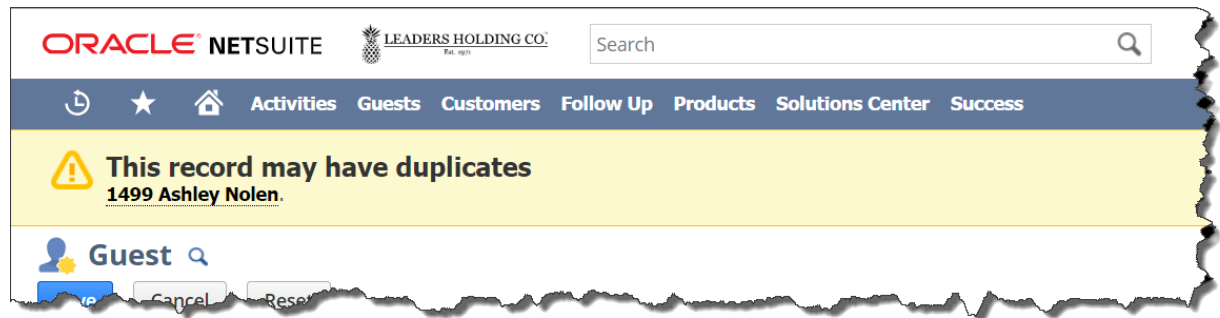 ORACLE NETSUITE
LEADERS HOLDING CO.
Est. 1971
Search
Activities Guests Customers Follow Up Products Solutions Center Success
This record may have duplicates
1499 Ashley Nolen.
Guest
Cancel Reset